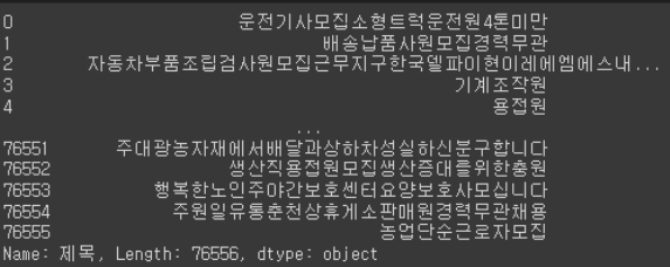 0 운전기사모집소형트럭운전원4톤미만
1 배송납품사원모집경력무관
2 자동차부품조립검사원모집근무지구한국델파이현이레에엠에스내...
3 기계조작원
4 용접원
...
76551 주대광농자재에서배달과상하차성실하신분구합니다
76552 생산직용접원모집생산증대를위한충원
76553 행복한노인주야간보호센터요양보호사모십니다
76554 주원일유통춘천상휴게소판매원경력무관채용
76555 농업단순근로자모집
Name: 제목, Length: 76556, dtype: object